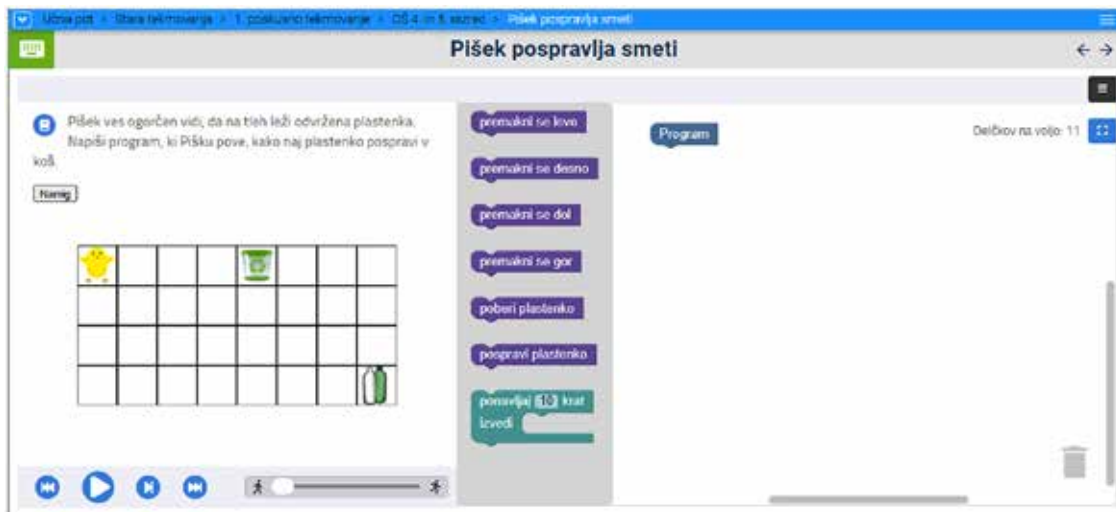 Učna pot > Stara tekmovanja > 1. poskusno tekmovanje > OŠ 4. in 5. razred > Pišek pospravlja smeti
Pišek pospravlja smeti
Pišek ves ogorčen vidi, da na tleh leži odvržena plastenka.
Napiši program, ki Pišku pove, kako naj plastenko pospravi v
koš.
Namig
premakni se levo
premakni se desno
premakni se dol
premakni se gor
poberi plastenko
pospravi plastenko
ponavljaj 10 krat
izvedi
Program
Delčkov na voljo: 11